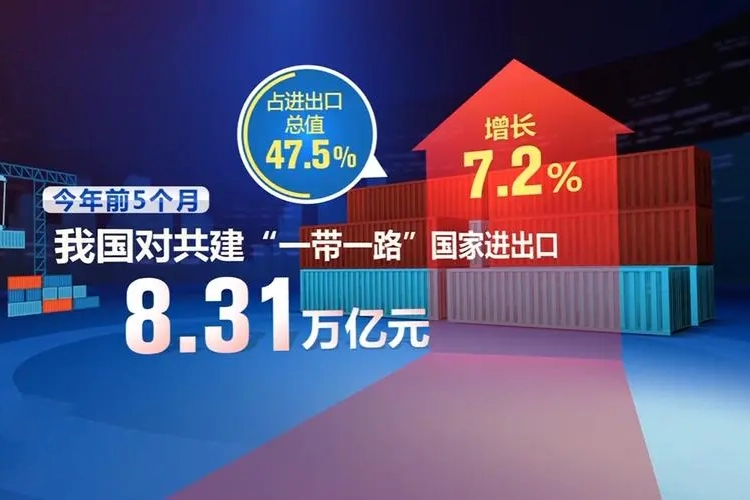 占进出口
总值
47.5%
增长
7.2%
今年前5个月
我国对共建“一带一路”国家进出口
8.31万亿元